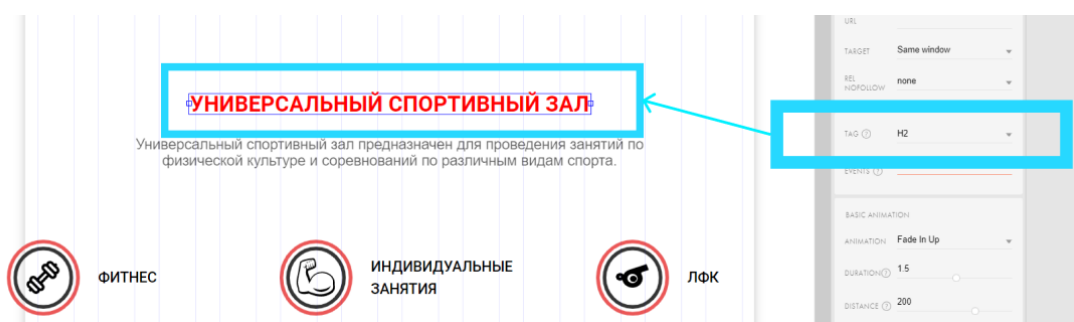 УНИВЕРСАЛЬНЫЙ СПОРТИВНЫЙ ЗАЛ
Универсальный спортивный зал предназначен для проведения занятий по
физической культуре и соревнований по различным видам спорта.
ФИТНЕС
ИНДИВИДУАЛЬНЫЕ
ЗАНЯТИЯ
ЛФК
URL
TARGET Same window
REL
NOFOLLOW none
TAG H2
EVENTS
BASIC ANIMATION
ANIMATION Fade In Up
DURATION 1.5
DISTANCE 200